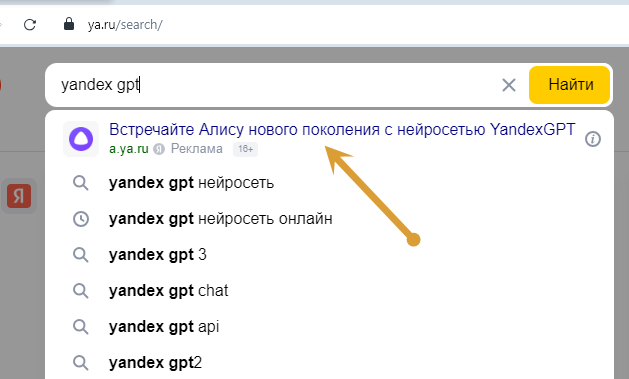 ya.ru/search/
yandex gpt
Найти
Встречайте Алису нового поколения с нейросетью YandexGPT
a.ya.ru Я Реклама 16+
Я
yandex gpt нейросеть
yandex gpt нейросеть онлайн
yandex gpt 3
yandex gpt chat
yandex gpt api
yandex gpt2